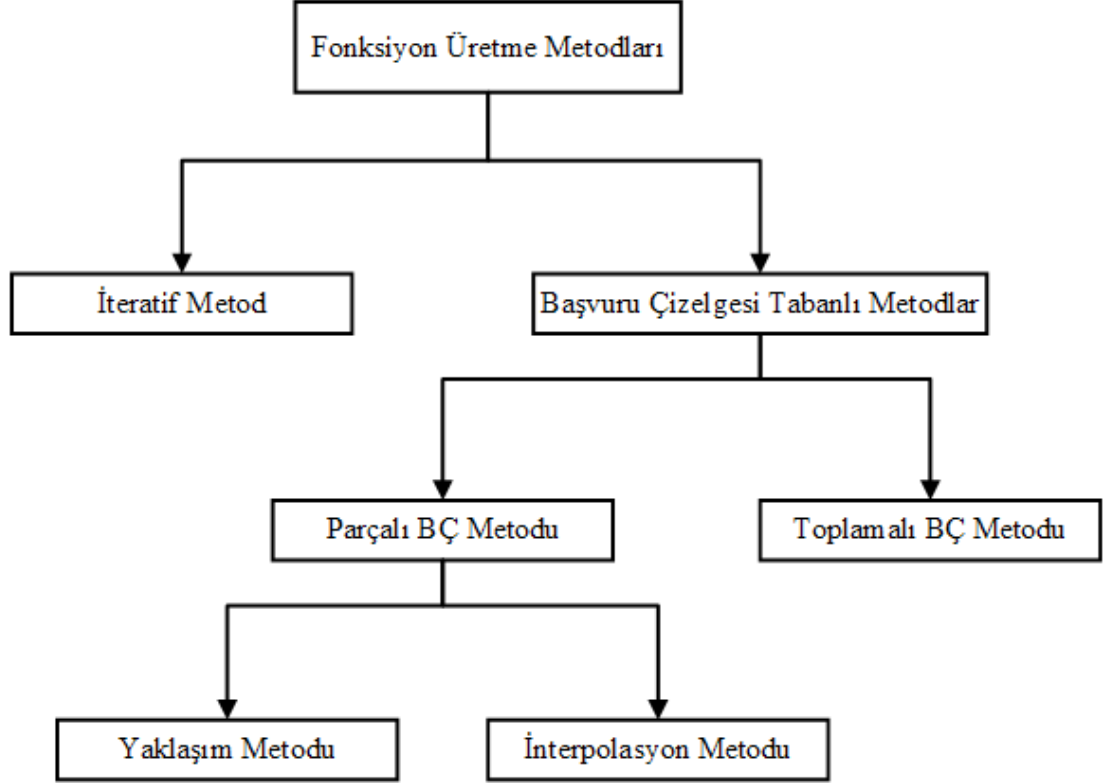 Fonksiyon Üretme Metodları
İteratif Metod
Başvuru Çizelgesi Tabanlı Metodlar
Parçalı BÇ Metodu
Toplamalı BÇ Metodu
Yaklaşım Metodu
İnterpolasyon Metodu